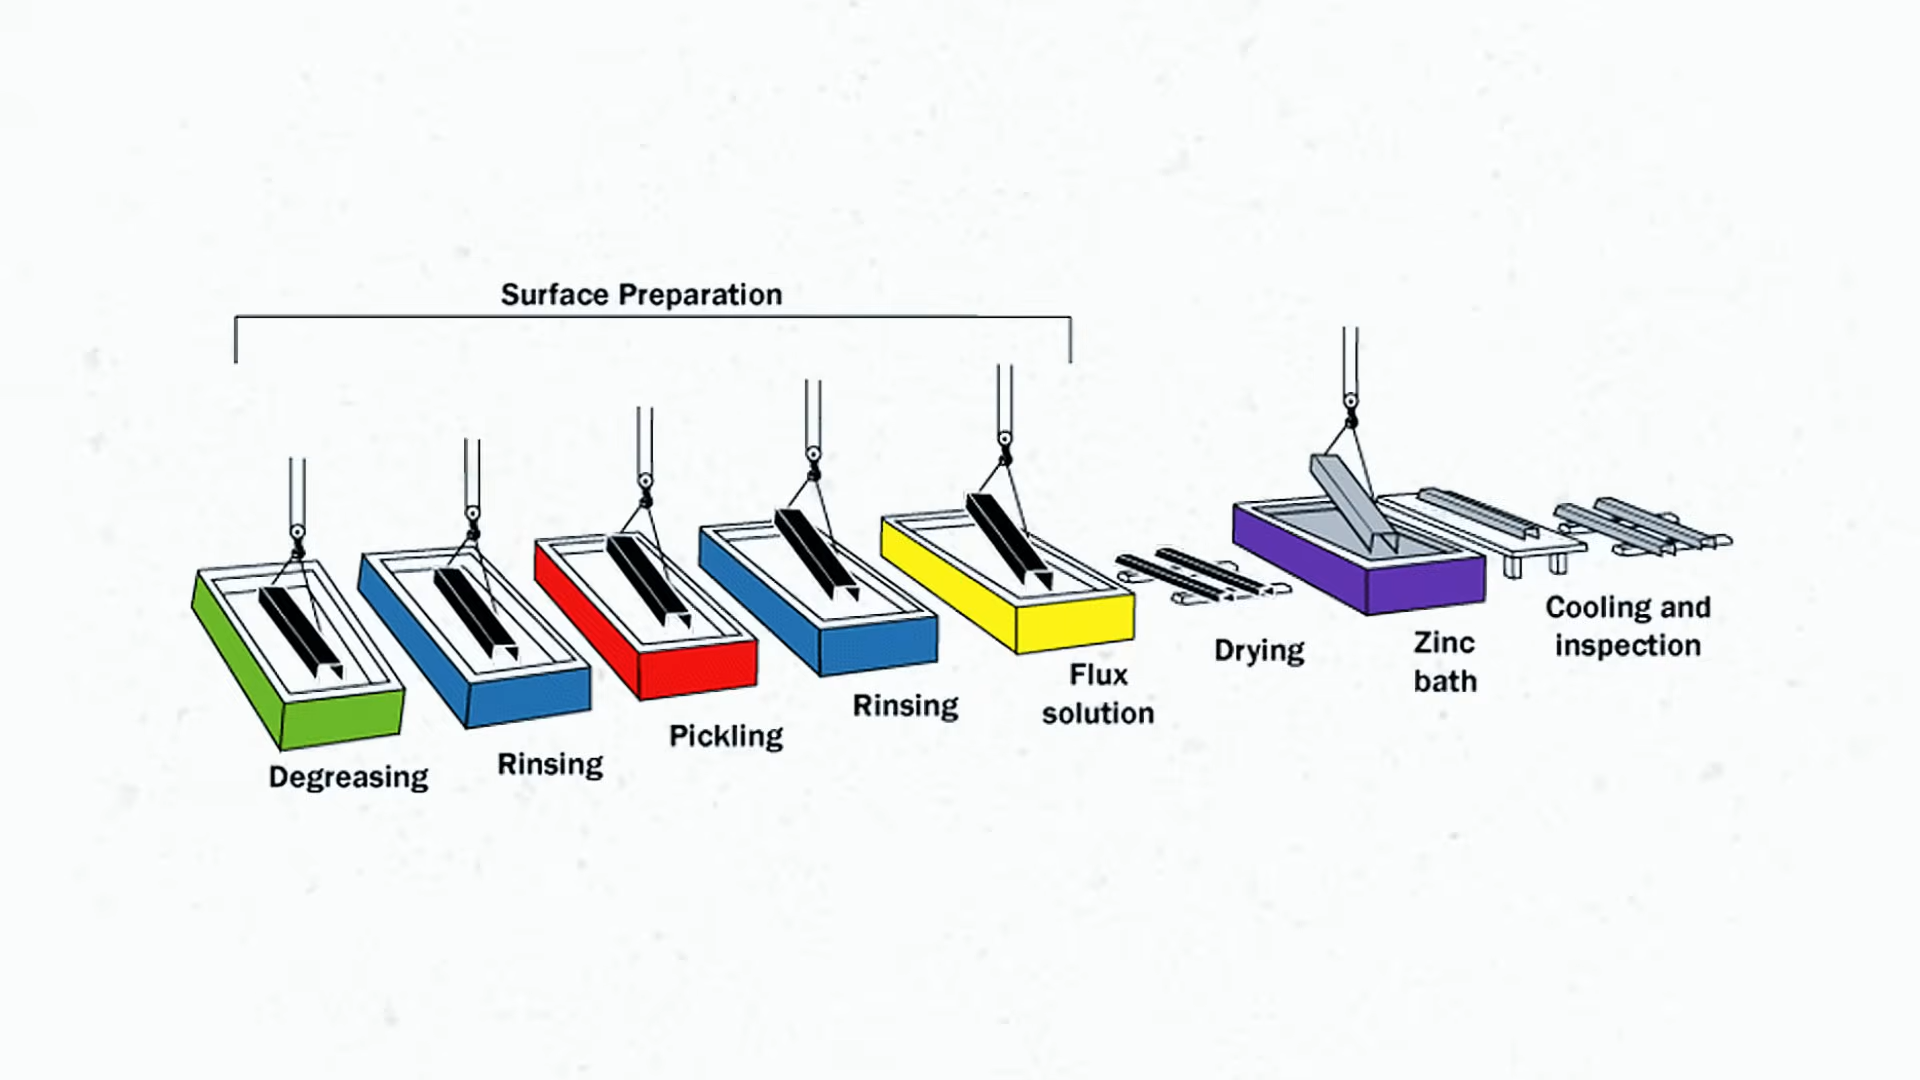 Surface Preparation
Degreasing
Rinsing
Pickling
Rinsing
Flux
solution
Drying
Zinc
bath
Cooling and
inspection